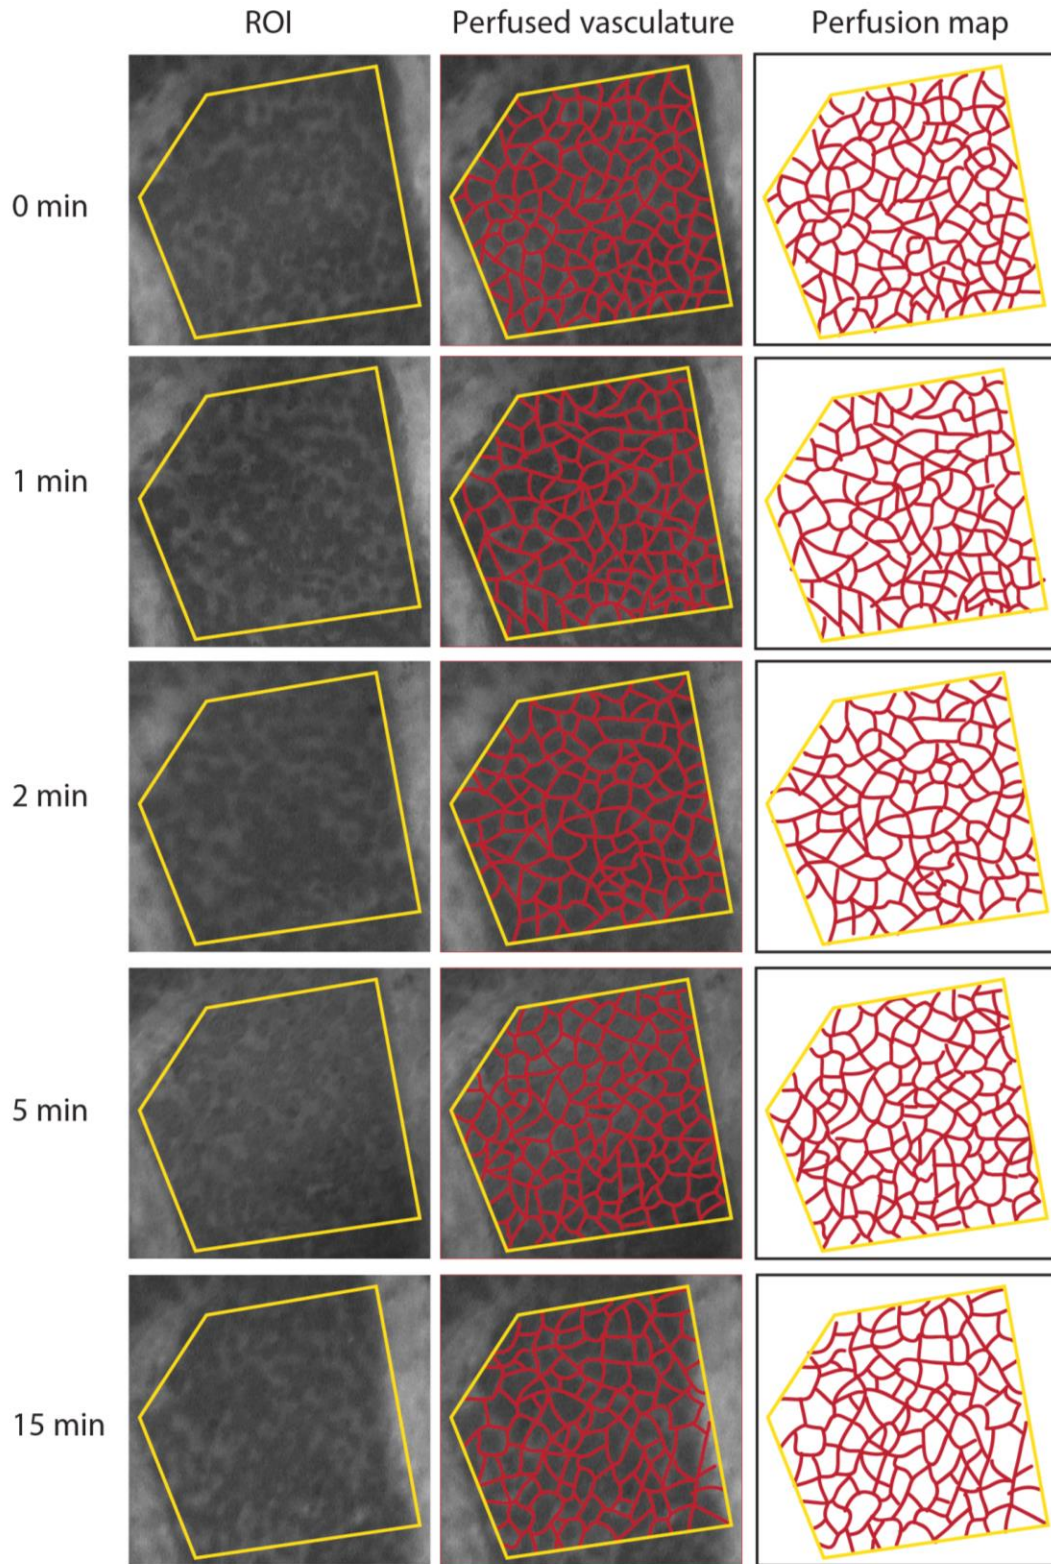 ROI
Perfused vasculature
Perfusion map
0 min
1 min
2 min
5 min
15 min